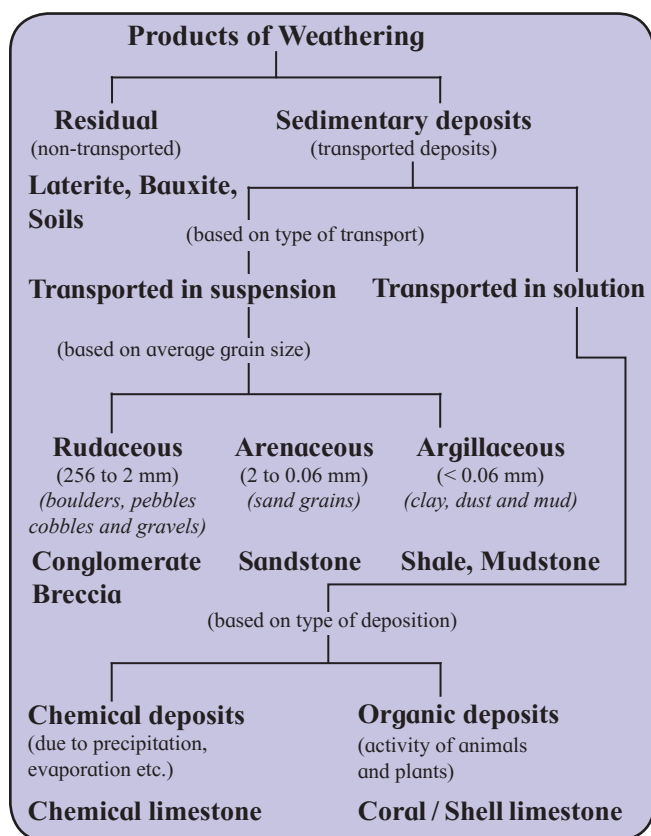 Products of Weathering
Residual
(non-transported)
Laterite, Bauxite,
Soils
Sedimentary deposits
(transported deposits)
(based on type of transport)
Transported in suspension
Transported in solution
(based on average grain size)
Rudaceous
(256 to 2 mm)
(boulders, pebbles
cobbles and gravels)
Conglomerate
Breccia
Arenaceous
(2 to 0.06 mm)
(sand grains)
Sandstone
Argillaceous
(< 0.06 mm)
(clay, dust and mud)
Shale, Mudstone
(based on type of deposition)
Chemical deposits
(due to precipitation,
evaporation etc.)
Chemical limestone
Organic deposits
(activity of animals
and plants)
Coral / Shell limestone